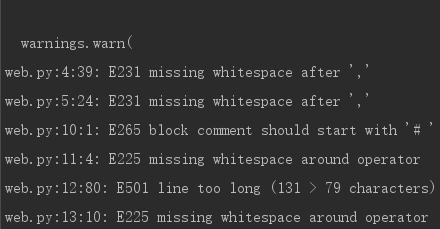 warnings.warn(
web.py:4:39: E231 missing whitespace after ','
web.py:5:24: E231 missing whitespace after ','
web.py:10:1: E265 block comment should start with '# '
web.py:11:4: E225 missing whitespace around operator
web.py:12:80: E501 line too long (131 > 79 characters)
web.py:13:10: E225 missing whitespace around operator